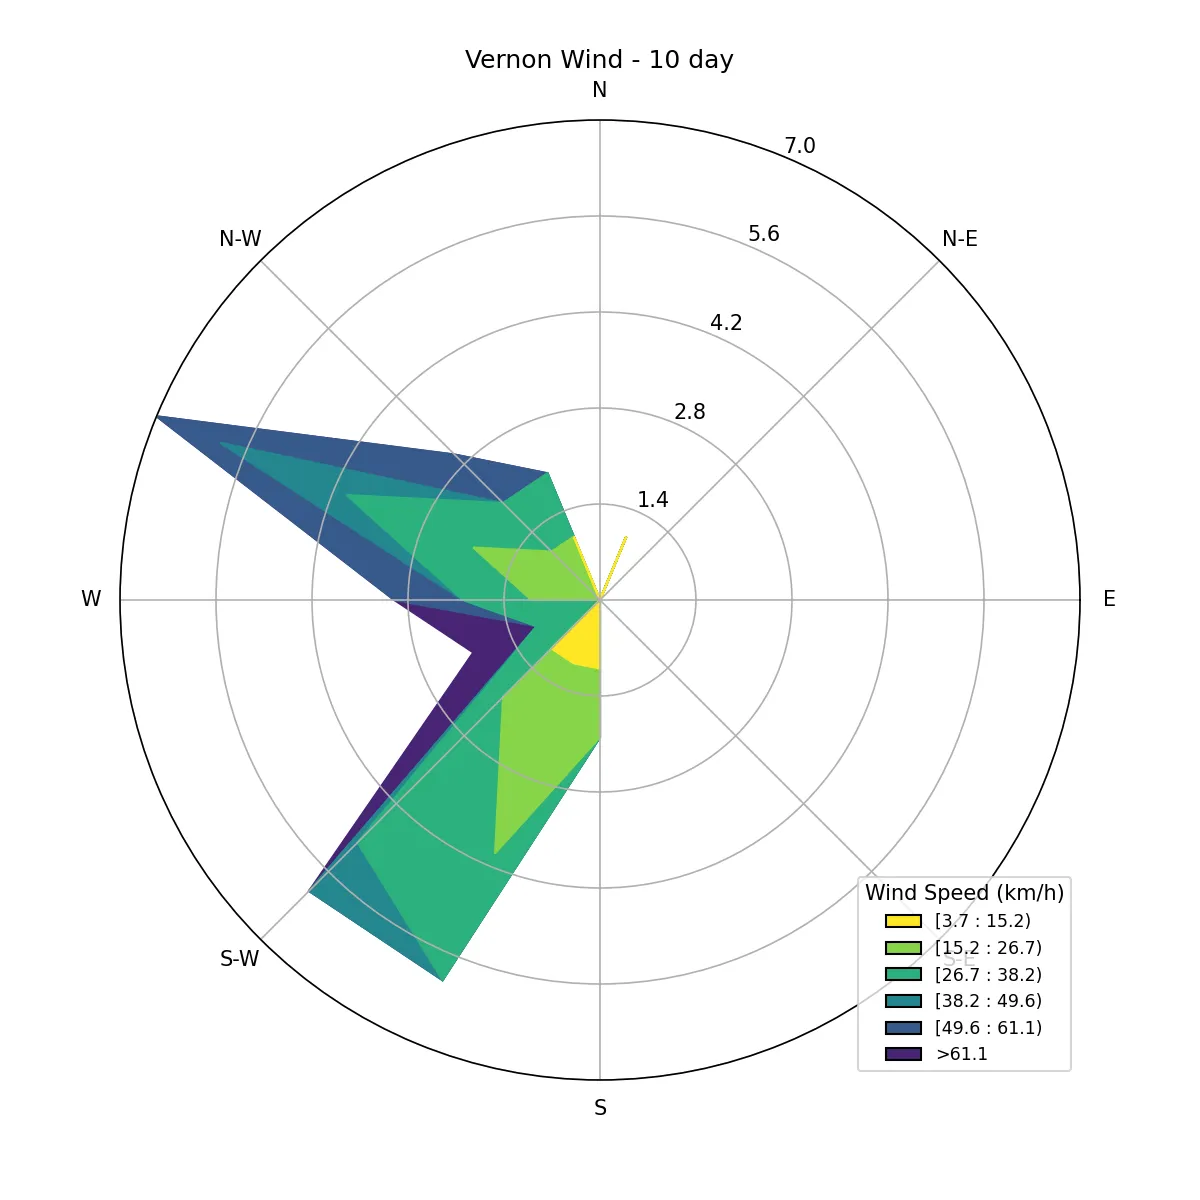 Vernon Wind - 10 day
N
7.0
N-W
5.6
N-E
4.2
2.8
1.4
W
E
Wind Speed (km/h)
[3.7 : 15.2)
[15.2 : 26.7)
S-W
S-E
[26.7 : 38.2)
[38.2 : 49.6)
[49.6 : 61.1)
>61.1
S